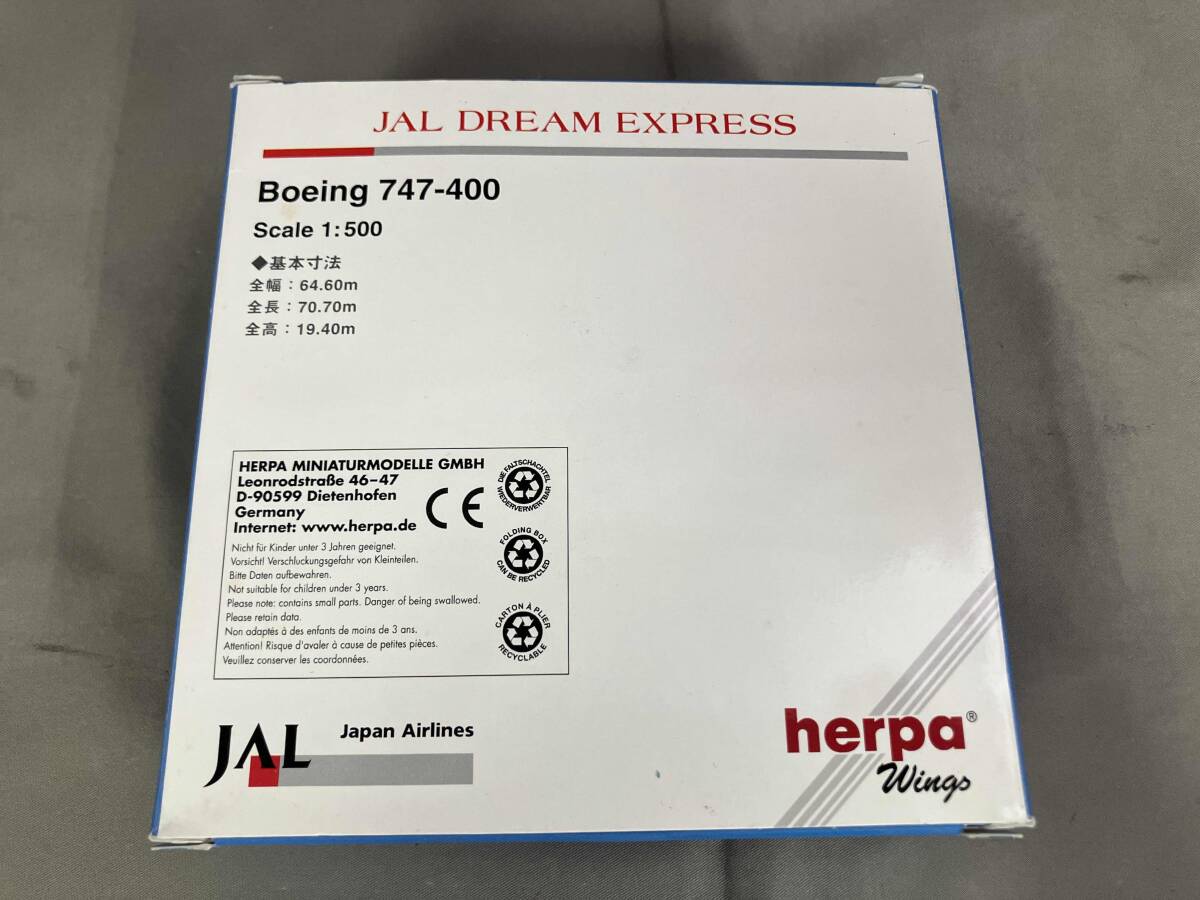 JAL DREAM EXPRESS
Boeing 747-400
Scale 1:500
◆基本寸法
全幅：64.60m
全長：70.70m
全高：19.40m
HERPA MINIATURMODELLE GMBH
Leonrodstraße 46–47
D-90599 Dietenhofen
Germany
Internet: www.herpa.de
CE
Nicht für Kinder unter 3 Jahren geeignet.
Vorsicht! Verschluckungsgefahr von Kleinteilen.
Bitte Daten aufbewahren.
Not suitable for children under 3 years.
Please note: contains small parts. Danger of being swallowed.
Please retain data.
Non adaptés à des enfants de moins de 3 ans.
Attention! Risque d'avaler à cause de petites pièces.
Veuillez conserver les coordonnées.
DIE FALTSCHACHTEL
WIEDERVERWERTBAR
FOLDING BOX
CAN BE RECYCLED
CARTON À PLIER
RECYCLABLE
JAL
Japan Airlines
herpa®
Wings